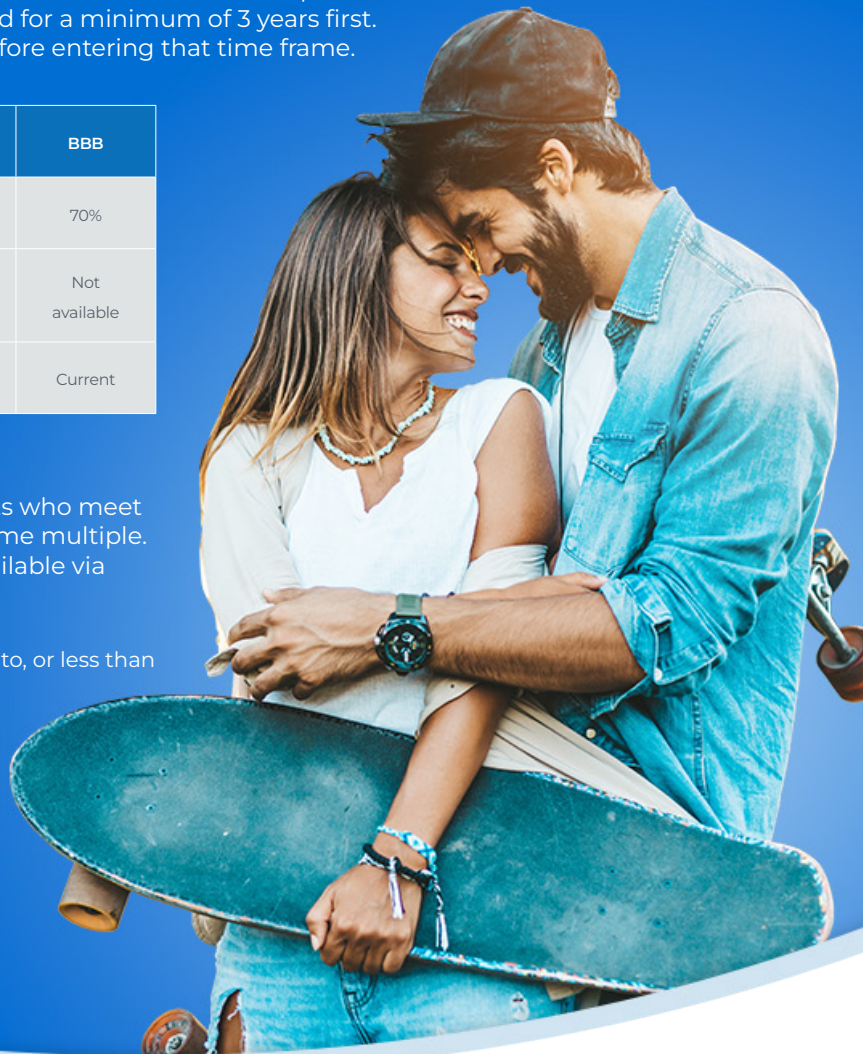 d for a minimum of 3 years first.
fore entering that time frame.
BBB
70%
Not
available
Current
s who meet
me multiple.
ilable via
to, or less than